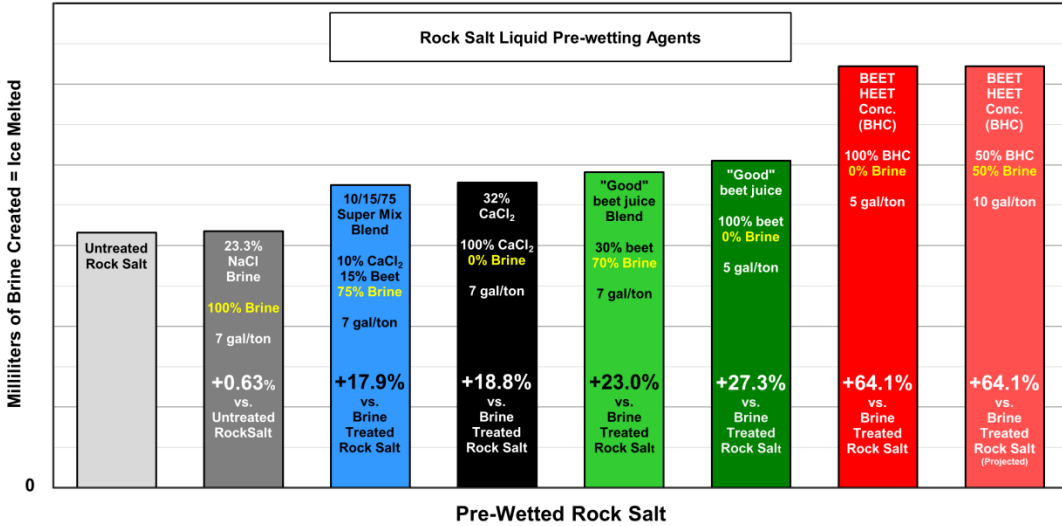 Rock Salt Liquid Pre-wetting Agents
Milliliters of Brine Created = Ice Melted
0
Untreated
Rock Salt
23.3%
NaCl
Brine
100% Brine
7 gal/ton
+0.63%
vs.
Untreated
RockSalt
10/15/75
Super Mix
Blend
10% CaCl₂
15% Beet
75% Brine
7 gal/ton
+17.9%
vs.
Brine
Treated
Rock Salt
32%
CaCl₂
100% CaCl₂
0% Brine
7 gal/ton
+18.8%
vs.
Brine
Treated
Rock Salt
"Good"
beet juice
Blend
30% beet
70% Brine
7 gal/ton
+23.0%
vs.
Brine
Treated
Rock Salt
"Good"
beet juice
100% beet
0% Brine
5 gal/ton
+27.3%
vs.
Brine
Treated
Rock Salt
BEET
HEET
Conc.
(BHC)
100% BHC
0% Brine
5 gal/ton
+64.1%
vs.
Brine
Treated
Rock Salt
BEET
HEET
Conc.
(BHC)
50% BHC
50% Brine
10 gal/ton
+64.1%
vs.
Brine
Treated
Rock Salt
(Projected)
Pre-Wetted Rock Salt